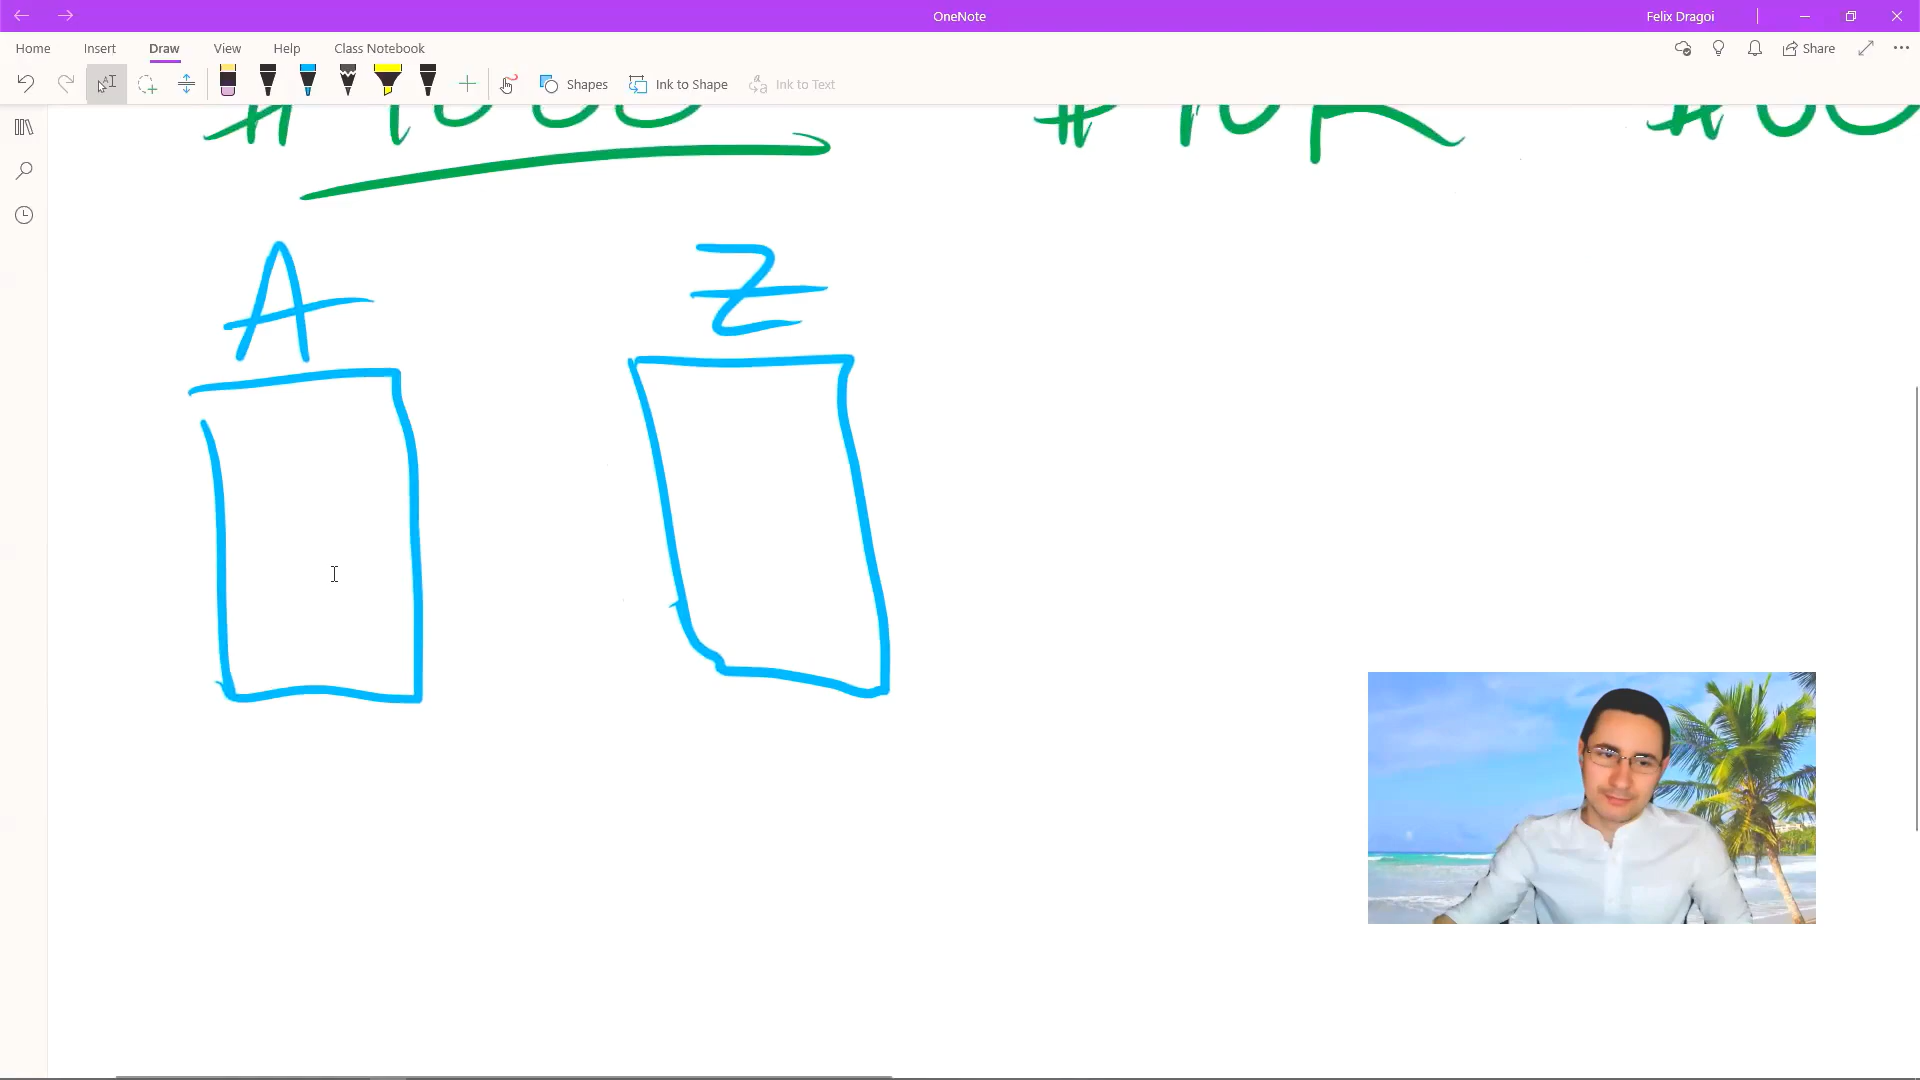 OneNote
Felix Dragoi
Home Insert Draw View Help Class Notebook
Share
Shapes
Ink to Shape
Ink to Text
A
Z